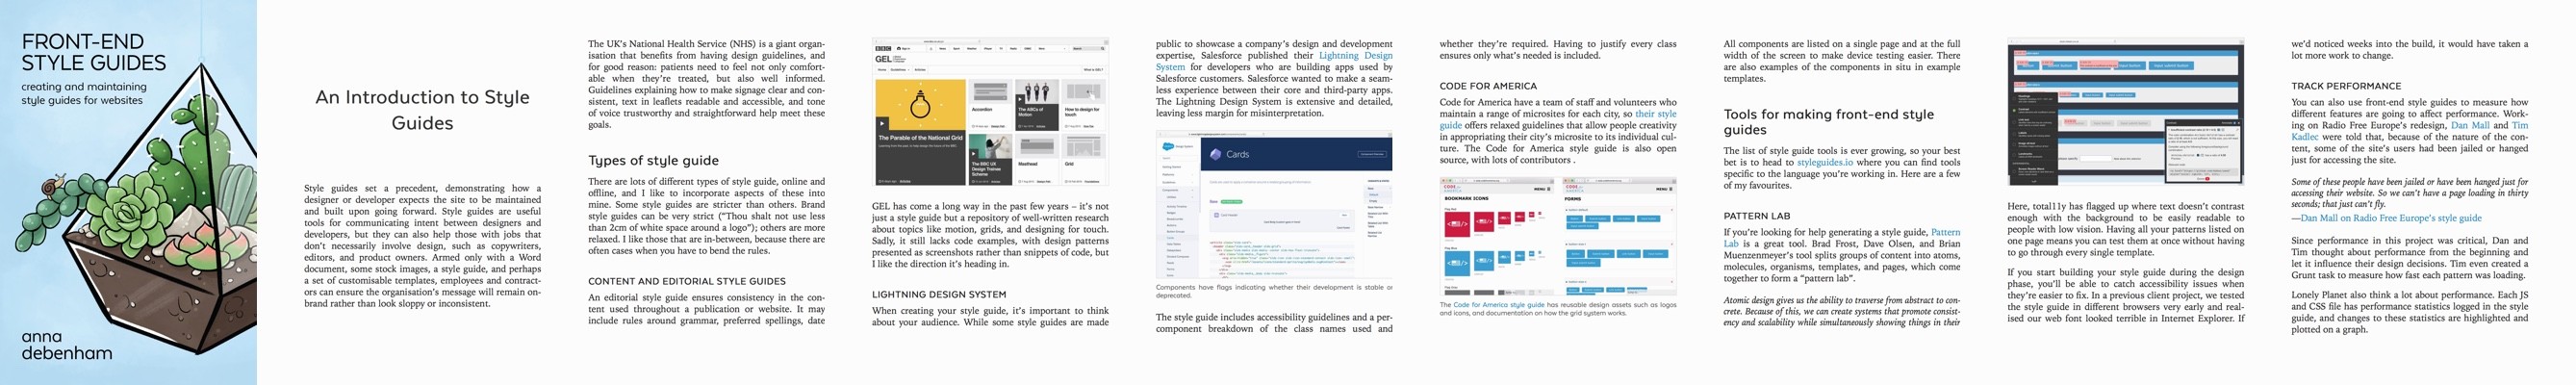 FRONT-END
STYLE GUIDES
creating and maintaining
style guides for websites
anna
debenham
An Introduction to Style
Guides
Style guides set a precedent, demonstrating how a
designer or developer expects the site to be maintained
and built upon going forward. Style guides are useful
tools for communicating intent between designers and
developers, but they can also help those with jobs that
don't necessarily involve design, such as copywriters,
editors, and product owners. Armed only with a Word
document, some stock images, a style guide, and perhaps
a set of customisable templates, employees and contract-
ors can ensure the organisation's message will remain on-
brand rather than look sloppy or inconsistent.
The UK's National Health Service (NHS) is a giant organ-
isation that benefits from having design guidelines, and
for good reason: patients need to feel not only comfort-
able when they're treated, but also well informed.
Guidelines explaining how to make signage clear and con-
sistent, text in leaflets readable and accessible, and tone
of voice trustworthy and straightforward help meet these
goals.
Types of style guide
There are lots of different types of style guide, online and
offline, and I like to incorporate aspects of these into
mine. Some style guides are stricter than others. Brand
style guides can be very strict ("Thou shalt not use less
than 2cm of white space around a logo"); others are more
relaxed. I like those that are in-between, because there are
often cases when you have to bend the rules.
CONTENT AND EDITORIAL STYLE GUIDES
An editorial style guide ensures consistency in the con-
tent used throughout a publication or website. It may
include rules around grammar, preferred spellings, date
BBC
GEL
The Parable of the National Grid
Accordion
The ABCs of
Motion
How to design for
touch
The BBC UX
Design Trainee
Scheme
Masthead
Grid
GEL has come a long way in the past few years – it's not
just a style guide but a repository of well-written research
about topics like motion, grids, and designing for touch.
Sadly, it still lacks code examples, with design patterns
presented as screenshots rather than snippets of code, but
I like the direction it's heading in.
LIGHTNING DESIGN SYSTEM
When creating your style guide, it's important to think
about your audience. While some style guides are made
public to showcase a company's design and development
expertise, Salesforce published their Lightning Design
System for developers who are building apps used by
Salesforce customers. Salesforce wanted to make a seam-
less experience between their core and third-party apps.
The Lightning Design System is extensive and detailed,
leaving less margin for misinterpretation.
Cards
Components have flags indicating whether their development is stable or
deprecated.
The style guide includes accessibility guidelines and a per-
component breakdown of the class names used and
whether they're required. Having to justify every class
ensures only what's needed is included.
CODE FOR AMERICA
Code for America have a team of staff and volunteers who
maintain a range of microsites for each city, so their style
guide offers relaxed guidelines that allow people creativity
in appropriating their city's microsite to its individual cul-
ture. The Code for America style guide is also open
source, with lots of contributors .
MENU
BOOKMARK ICONS
MENU
FORMS
The Code for America style guide has reusable design assets such as logos
and icons, and documentation on how the grid system works.
All components are listed on a single page and at the full
width of the screen to make device testing easier. There
are also examples of the components in situ in example
templates.
Tools for making front-end style
guides
The list of style guide tools is ever growing, so your best
bet is to head to styleguides.io where you can find tools
specific to the language you're working in. Here are a few
of my favourites.
PATTERN LAB
If you're looking for help generating a style guide, Pattern
Lab is a great tool. Brad Frost, Dave Olsen, and Brian
Muenzenmeyer's tool splits groups of content into atoms,
molecules, organisms, templates, and pages, which come
together to form a "pattern lab".
Atomic design gives us the ability to traverse from abstract to con-
crete. Because of this, we can create systems that promote consist-
ency and scalability while simultaneously showing things in their
Here, tota11y has flagged up where text doesn't contrast
enough with the background to be easily readable to
people with low vision. Having all your patterns listed on
one page means you can test them at once without having
to go through every single template.
If you start building your style guide during the design
phase, you'll be able to catch accessibility issues when
they're easier to fix. In a previous client project, we tested
the style guide in different browsers very early and real-
ised our web font looked terrible in Internet Explorer. If
we'd noticed weeks into the build, it would have taken a
lot more work to change.
TRACK PERFORMANCE
You can also use front-end style guides to measure how
different features are going to affect performance. Work-
ing on Radio Free Europe's redesign, Dan Mall and Tim
Kadlec were told that, because of the nature of the con-
tent, some of the site's users had been jailed or hanged
just for accessing the site.
Some of these people have been jailed or have been hanged just for
accessing their website. So we can't have a page loading in thirty
seconds; that just can't fly.
—Dan Mall on Radio Free Europe's style guide
Since performance in this project was critical, Dan and
Tim thought about performance from the beginning and
let it influence their design decisions. Tim even created a
Grunt task to measure how fast each pattern was loading.
Lonely Planet also think a lot about performance. Each JS
and CSS file has performance statistics logged in the style
guide, and changes to these statistics are highlighted and
plotted on a graph.